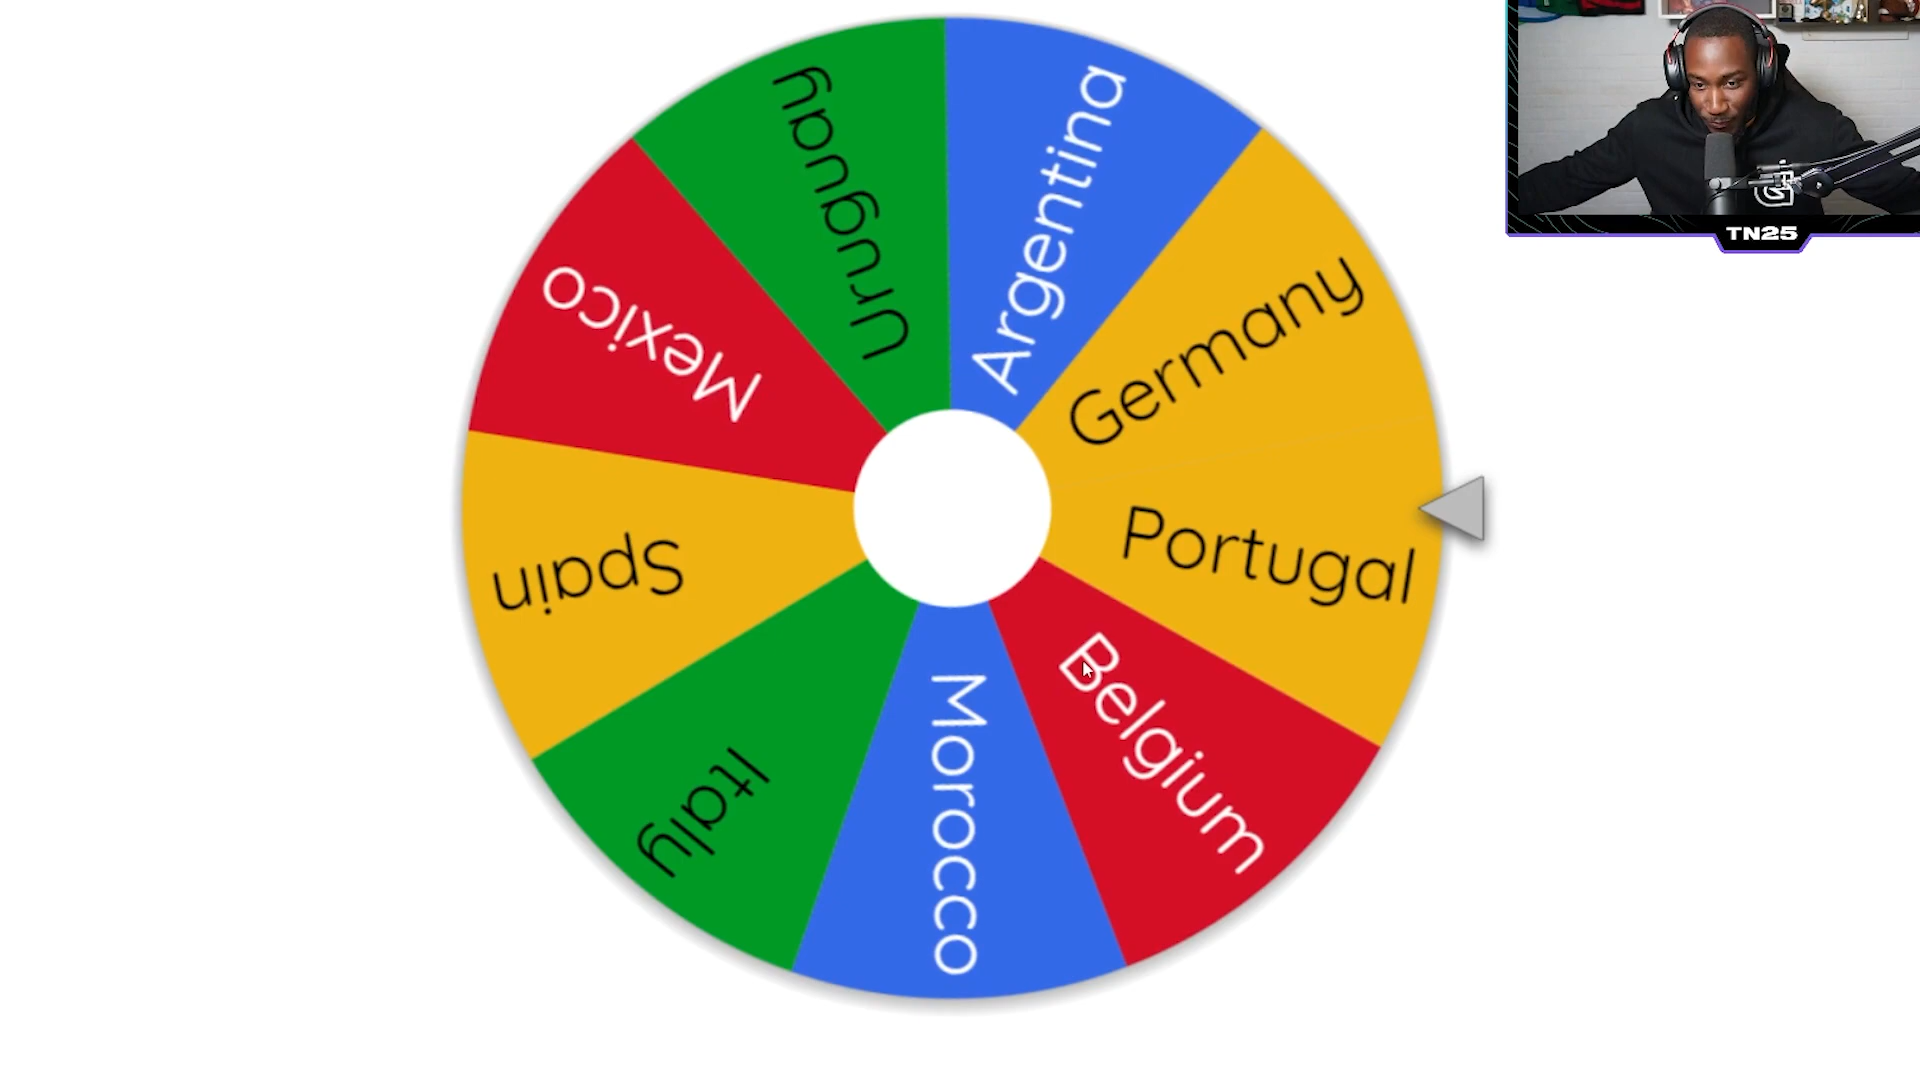 Argentina
Germany
Portugal
Belgium
Morocco
Italy
Spain
Mexico
Uruguay
TN25